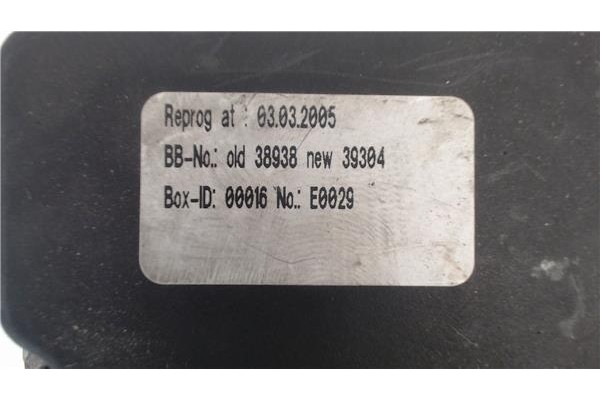 Reprog at : 03.03.2005
BB-No.: old 38938 new 39304
Box-ID: 00016 No.: E0029